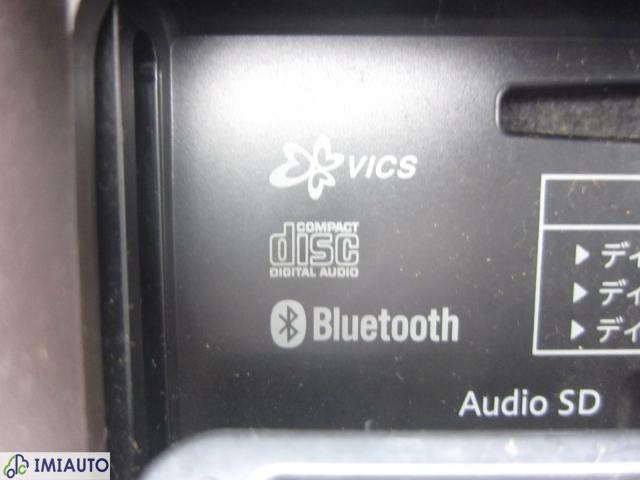 VICS
COMPACT
disc
DIGITAL AUDIO
Bluetooth
▶ ディ
▶ ディ
▶ ディ
Audio SD
IMIAUTO